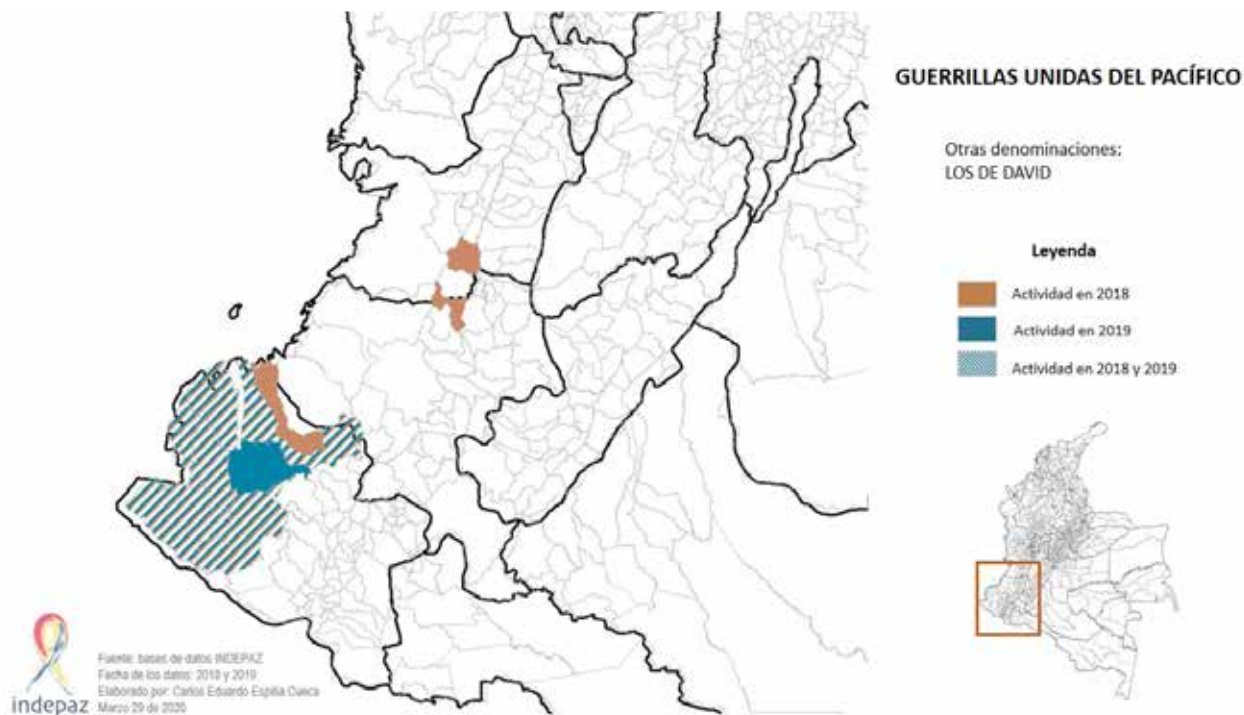 GUERRILLAS UNIDAS DEL PACÍFICO
Otras denominaciones:
LOS DE DAVID
Leyenda
Actividad en 2018
Actividad en 2019
Actividad en 2018 y 2019
indepaz
Fuente: bases de datos INDEPAZ
Fecha de los datos: 2018 y 2019
Elaborado por: Carlos Eduardo Espitia Cueca
Marzo 29 de 2020